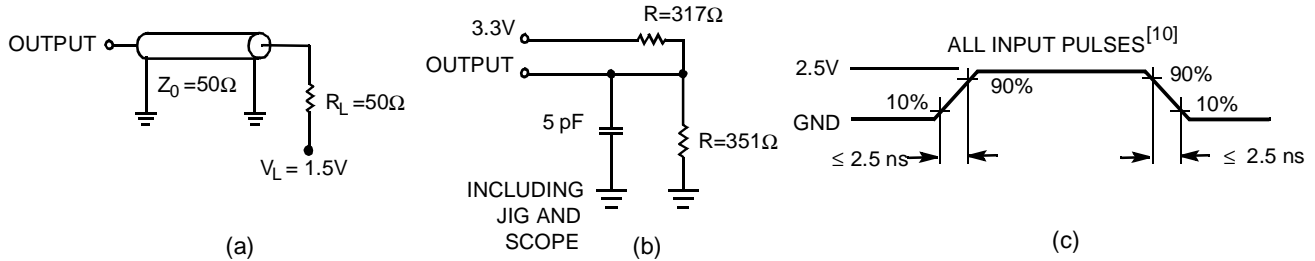 OUTPUT
Z0=50Ω
RL=50Ω
VL = 1.5V
(a)
R=317Ω
3.3V
OUTPUT
5 pF
R=351Ω
INCLUDING
JIG AND
SCOPE
(b)
ALL INPUT PULSES[10]
2.5V
90%
90%
10%
10%
GND
≤ 2.5 ns
≤ 2.5 ns
(c)